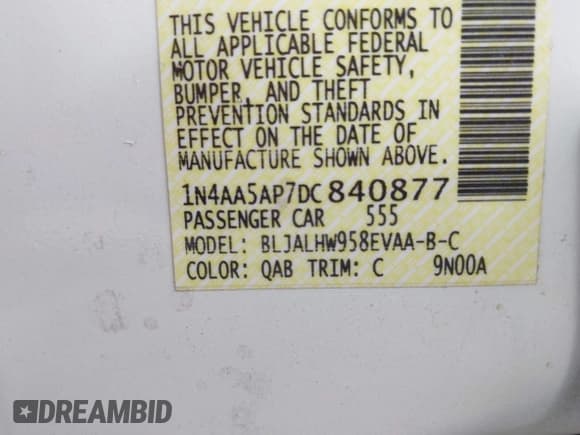 THIS VEHICLE CONFORMS TO
ALL APPLICABLE FEDERAL
MOTOR VEHICLE SAFETY,
BUMPER, AND THEFT
PREVENTION STANDARDS IN
EFFECT ON THE DATE OF
MANUFACTURE SHOWN ABOVE.
1N4AA5AP7DC840877
PASSENGER CAR 555
MODEL: BLJALHW958EVAA-B-C
COLOR: QAB TRIM: C 9N00A
DREAMBID